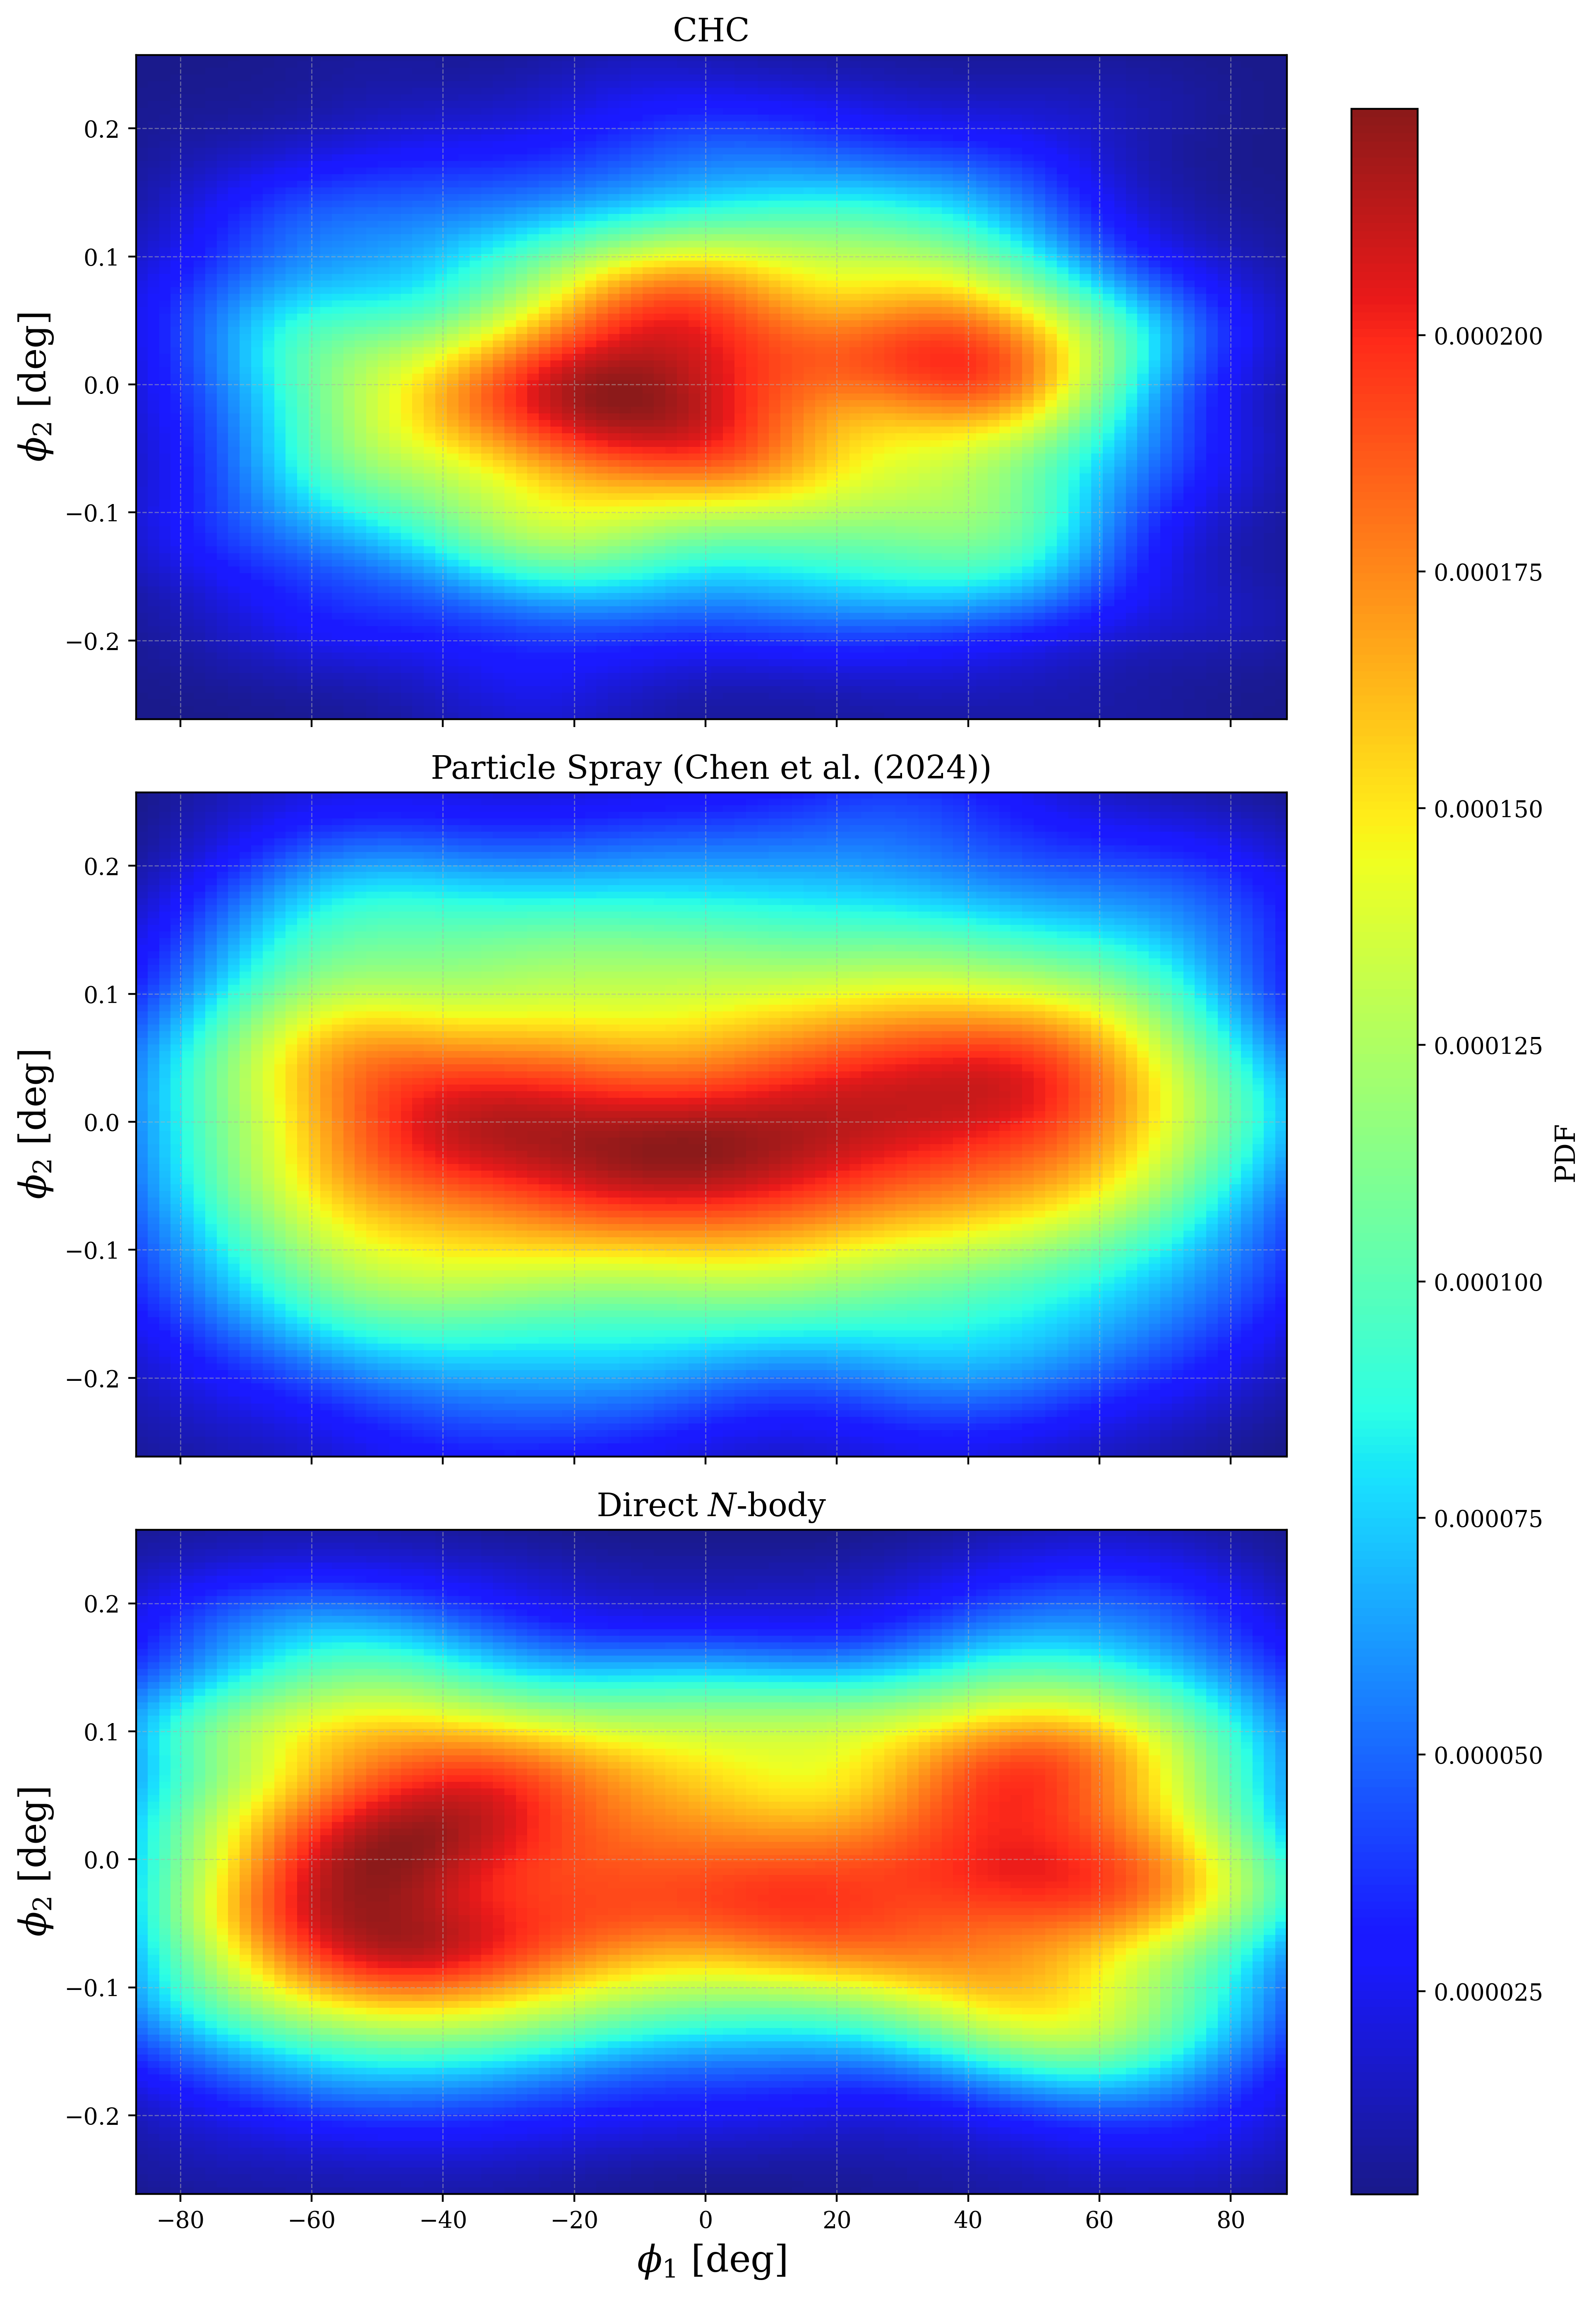 CHC
0.2
0.1
0.0
−0.1
−0.2
ϕ₂ [deg]
Particle Spray (Chen et al. (2024))
0.2
0.1
0.0
−0.1
−0.2
ϕ₂ [deg]
Direct N-body
0.2
0.1
0.0
−0.1
−0.2
ϕ₂ [deg]
−80 −60 −40 −20 0 20 40 60 80
ϕ₁ [deg]
0.000200
0.000175
0.000150
0.000125
0.000100
0.000075
0.000050
0.000025
PDF